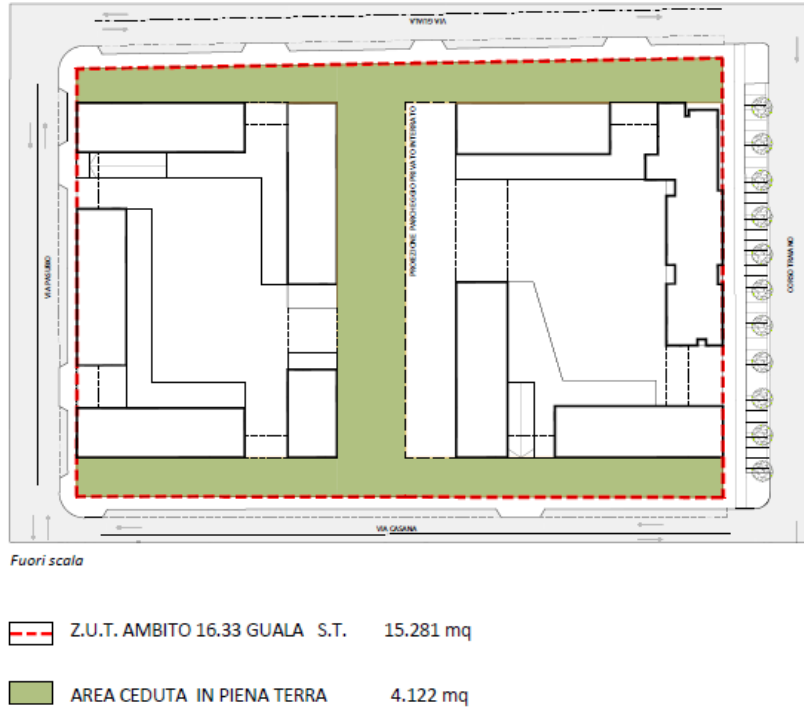 VIA GUALA
VIA PASUBIO
PROIEZIONE PARCHEGGIO PRIVATO INTERRATO
CORSO TRAIANO
VIA CASANA
Fuori scala
Z.U.T. AMBITO 16.33 GUALA S.T. 15.281 mq
AREA CEDUTA IN PIENA TERRA 4.122 mq